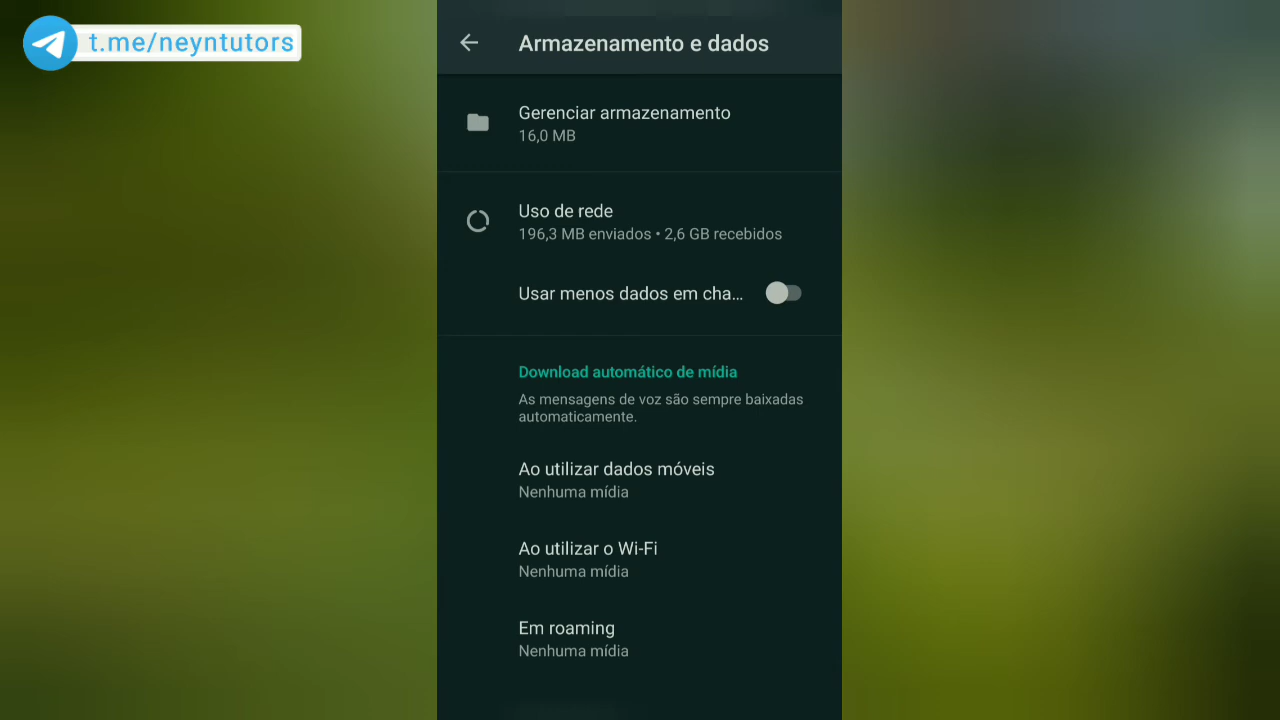 t.me/neyntutors
Armazenamento e dados
Gerenciar armazenamento
16,0 MB
Uso de rede
196,3 MB enviados • 2,6 GB recebidos
Usar menos dados em cha...
Download automático de mídia
As mensagens de voz são sempre baixadas
automaticamente.
Ao utilizar dados móveis
Nenhuma mídia
Ao utilizar o Wi-Fi
Nenhuma mídia
Em roaming
Nenhuma mídia